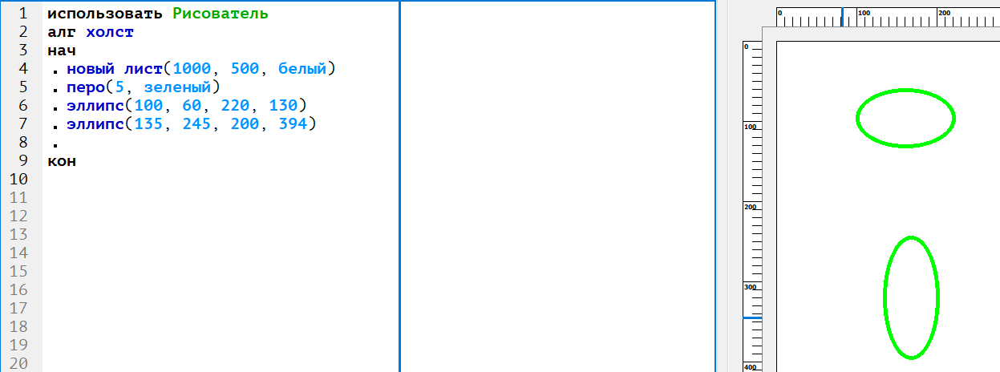 1 использовать Рисователь
2 алг холст
3 нач
4 . новый лист(1000, 500, белый)
5 . перо(5, зеленый)
6 . эллипс(100, 60, 220, 130)
7 . эллипс(135, 245, 200, 394)
8 .
9 кон
10
11
12
13
14
15
16
17
18
19
20
0 100 200
0
100
200
300
400